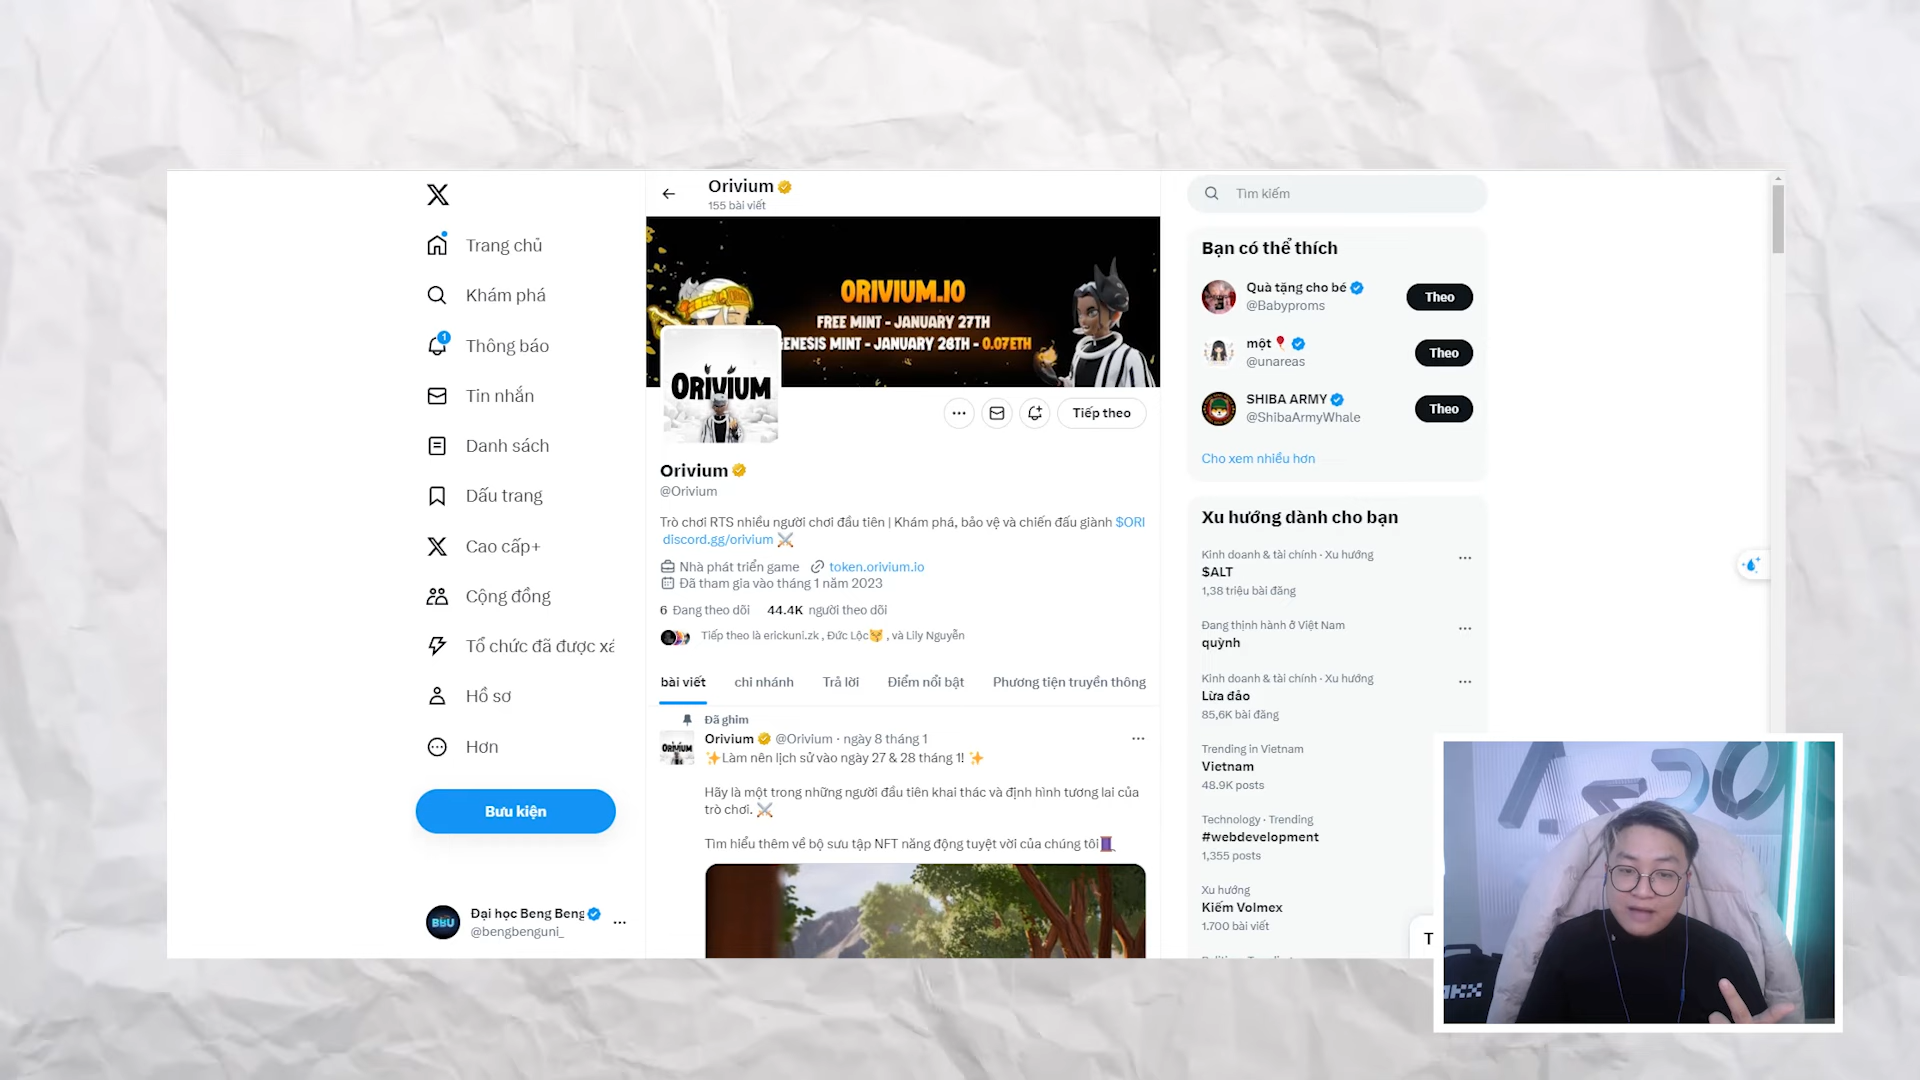 Trang chủ
Khám phá
1
Thông báo
Tin nhắn
Danh sách
Dấu trang
Cao cấp+
Cộng đồng
Tổ chức đã được xá
Hồ sơ
Hơn
Bưu kiện
BBU
Đại học Beng Beng
@bengbenguni_
Orivium
155 bài viết
ORIVIUM.IO
FREE MINT - JANUARY 27TH
GENESIS MINT - JANUARY 28TH - 0.07ETH
ORIVIUM
Tiếp theo
Orivium
@Orivium
Trò chơi RTS nhiều người chơi đầu tiên | Khám phá, bảo vệ và chiến đấu giành $ORI
discord.gg/orivium ⚔️
Nhà phát triển game token.orivium.io
Đã tham gia vào tháng 1 năm 2023
6 Đang theo dõi 44.4K người theo dõi
Tiếp theo là erickuni.zk , Đức Lộc🐯 , và Lily Nguyễn
bài viết chi nhánh Trả lời Điểm nổi bật Phương tiện truyền thông
Đã ghim
ORIVIUM
Orivium @Orivium · ngày 8 tháng 1
✨Làm nên lịch sử vào ngày 27 & 28 tháng 1! ✨
Hãy là một trong những người đầu tiên khai thác và định hình tương lai của
trò chơi. ⚔️
Tìm hiểu thêm về bộ sưu tập NFT năng động tuyệt vời của chúng tôi🧵
Tìm kiếm
Bạn có thể thích
Quà tặng cho bé
@Babyproms
Theo
một🎈
@unareas
Theo
SHIBA ARMY
@ShibaArmyWhale
Theo
Cho xem nhiều hơn
Xu hướng dành cho bạn
Kinh doanh & tài chính · Xu hướng
$ALT
1,38 triệu bài đăng
Đang thịnh hành ở Việt Nam
quỳnh
Kinh doanh & tài chính · Xu hướng
Lừa đảo
85,6K bài đăng
Trending in Vietnam
Vietnam
48.9K posts
Technology · Trending
#webdevelopment
1,355 posts
Xu hướng
Kiếm Volmex
1.700 bài viết
T